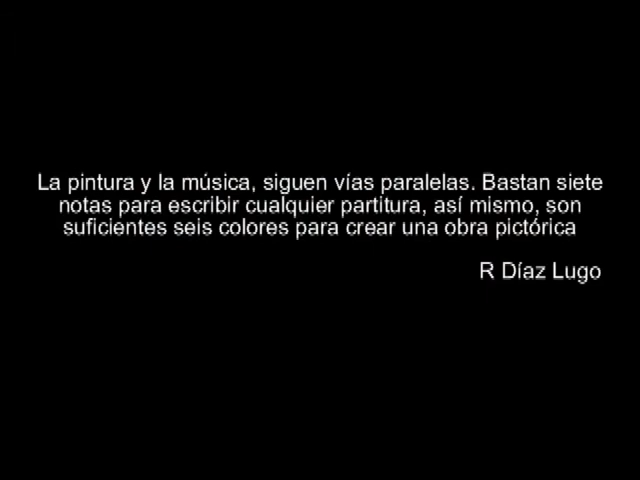 La pintura y la música, siguen vías paralelas. Bastan siete
notas para escribir cualquier partitura, así mismo, son
suficientes seis colores para crear una obra pictórica
R Díaz Lugo